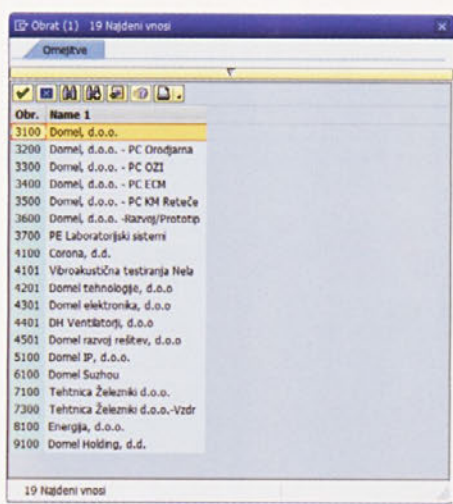 Obrat (1) 19 Najdeni vnosi
Omejitve
Obr. Name 1
3100 Domel, d.o.o.
3200 Domel, d.o.o. - PC Orodjarna
3300 Domel, d.o.o. - PC OZI
3400 Domel, d.o.o. - PC ECM
3500 Domel, d.o.o. - PC KM Reteče
3600 Domel, d.o.o. -Razvoj/Prototip
3700 PE Laboratorijski sistemi
4100 Corona, d.d.
4101 Vibroakustična testiranja Nela
4201 Domel tehnologije, d.o.o
4301 Domel elektronika, d.o.o
4401 DH Ventilatorji, d.o.o
4501 Domel razvoj rešitev, d.o.o
5100 Domel IP, d.o.o.
6100 Domel Suzhou
7100 Tehtnica Železniki d.o.o.
7300 Tehtnica Železniki d.o.o.-Vzdr
8100 Energija, d.o.o.
9100 Domel Holding, d.d.
19 Najdeni vnosi